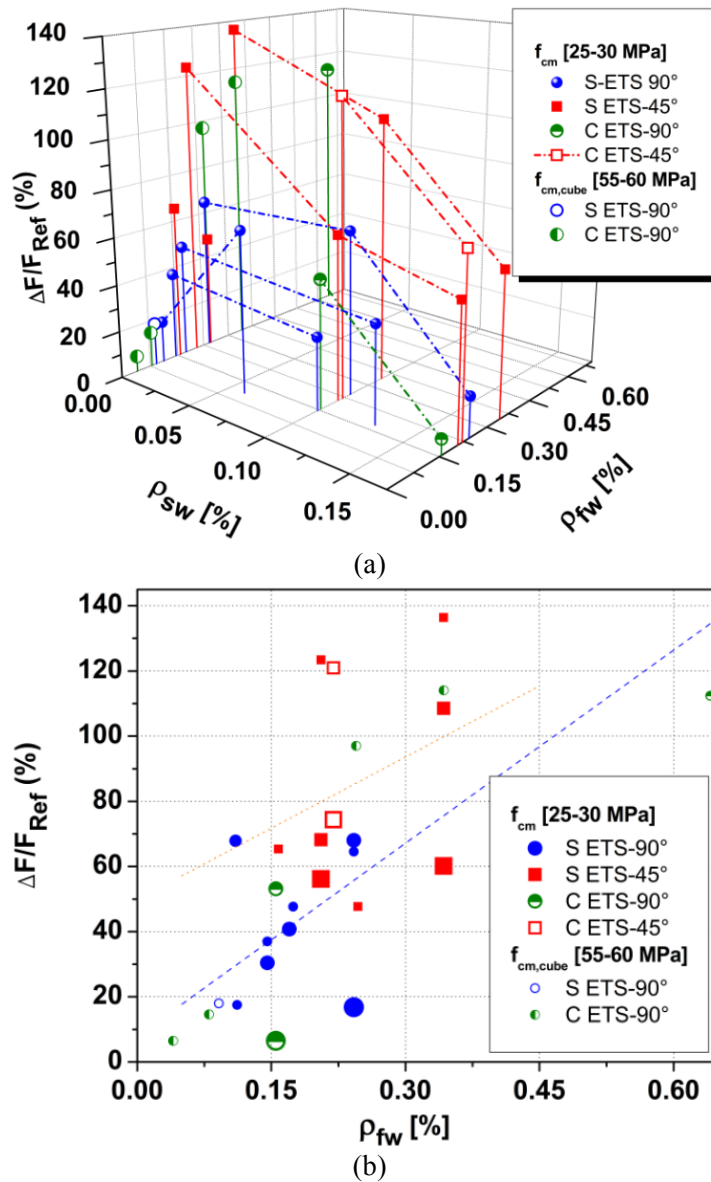 140
120
100
80
60
40
20
0
ΔF/F_Ref (%)
0.00
0.05
0.10
0.15
ρ_sw [%]
0.00
0.15
0.30
0.45
0.60
ρ_fw [%]
f_cm [25-30 MPa]
S-ETS 90°
S ETS-45°
C ETS-90°
C ETS-45°
f_cm,cube [55-60 MPa]
S ETS-90°
C ETS-90°
(a)
140
120
100
80
60
40
20
0
ΔF/F_Ref (%)
f_cm [25-30 MPa]
S ETS-90°
S ETS-45°
C ETS-90°
C ETS-45°
f_cm,cube [55-60 MPa]
S ETS-90°
C ETS-90°
0.00 0.15 0.30 0.45 0.60
ρ_fw [%]
(b)